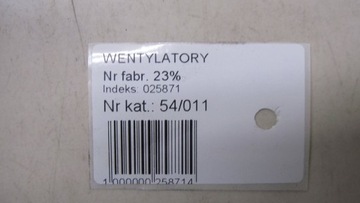 WENTYLATORY
Nr fabr. 23%
Indeks: 025871
Nr kat.: 54/011
1 000000 258714